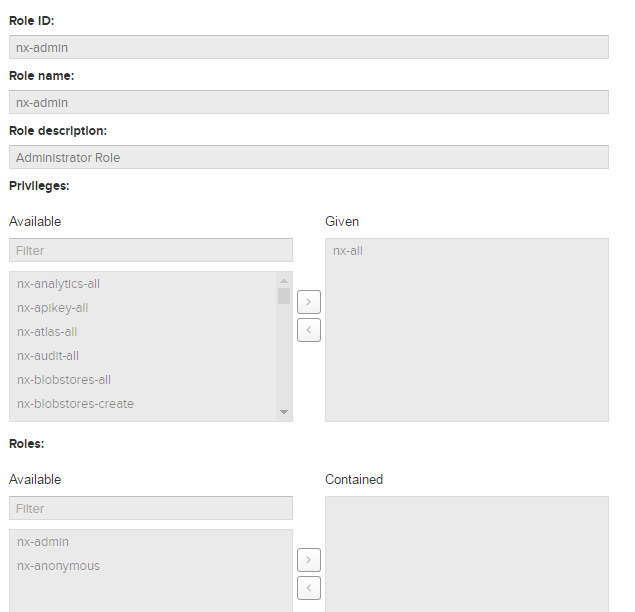 Role ID:
nx-admin
Role name:
nx-admin
Role description:
Administrator Role
Privileges:
Available
Given
Filter
nx-all
nx-analytics-all
nx-apikey-all
nx-atlas-all
nx-audit-all
nx-blobstores-all
nx-blobstores-create
Roles:
Available
Contained
Filter
nx-admin
nx-anonymous